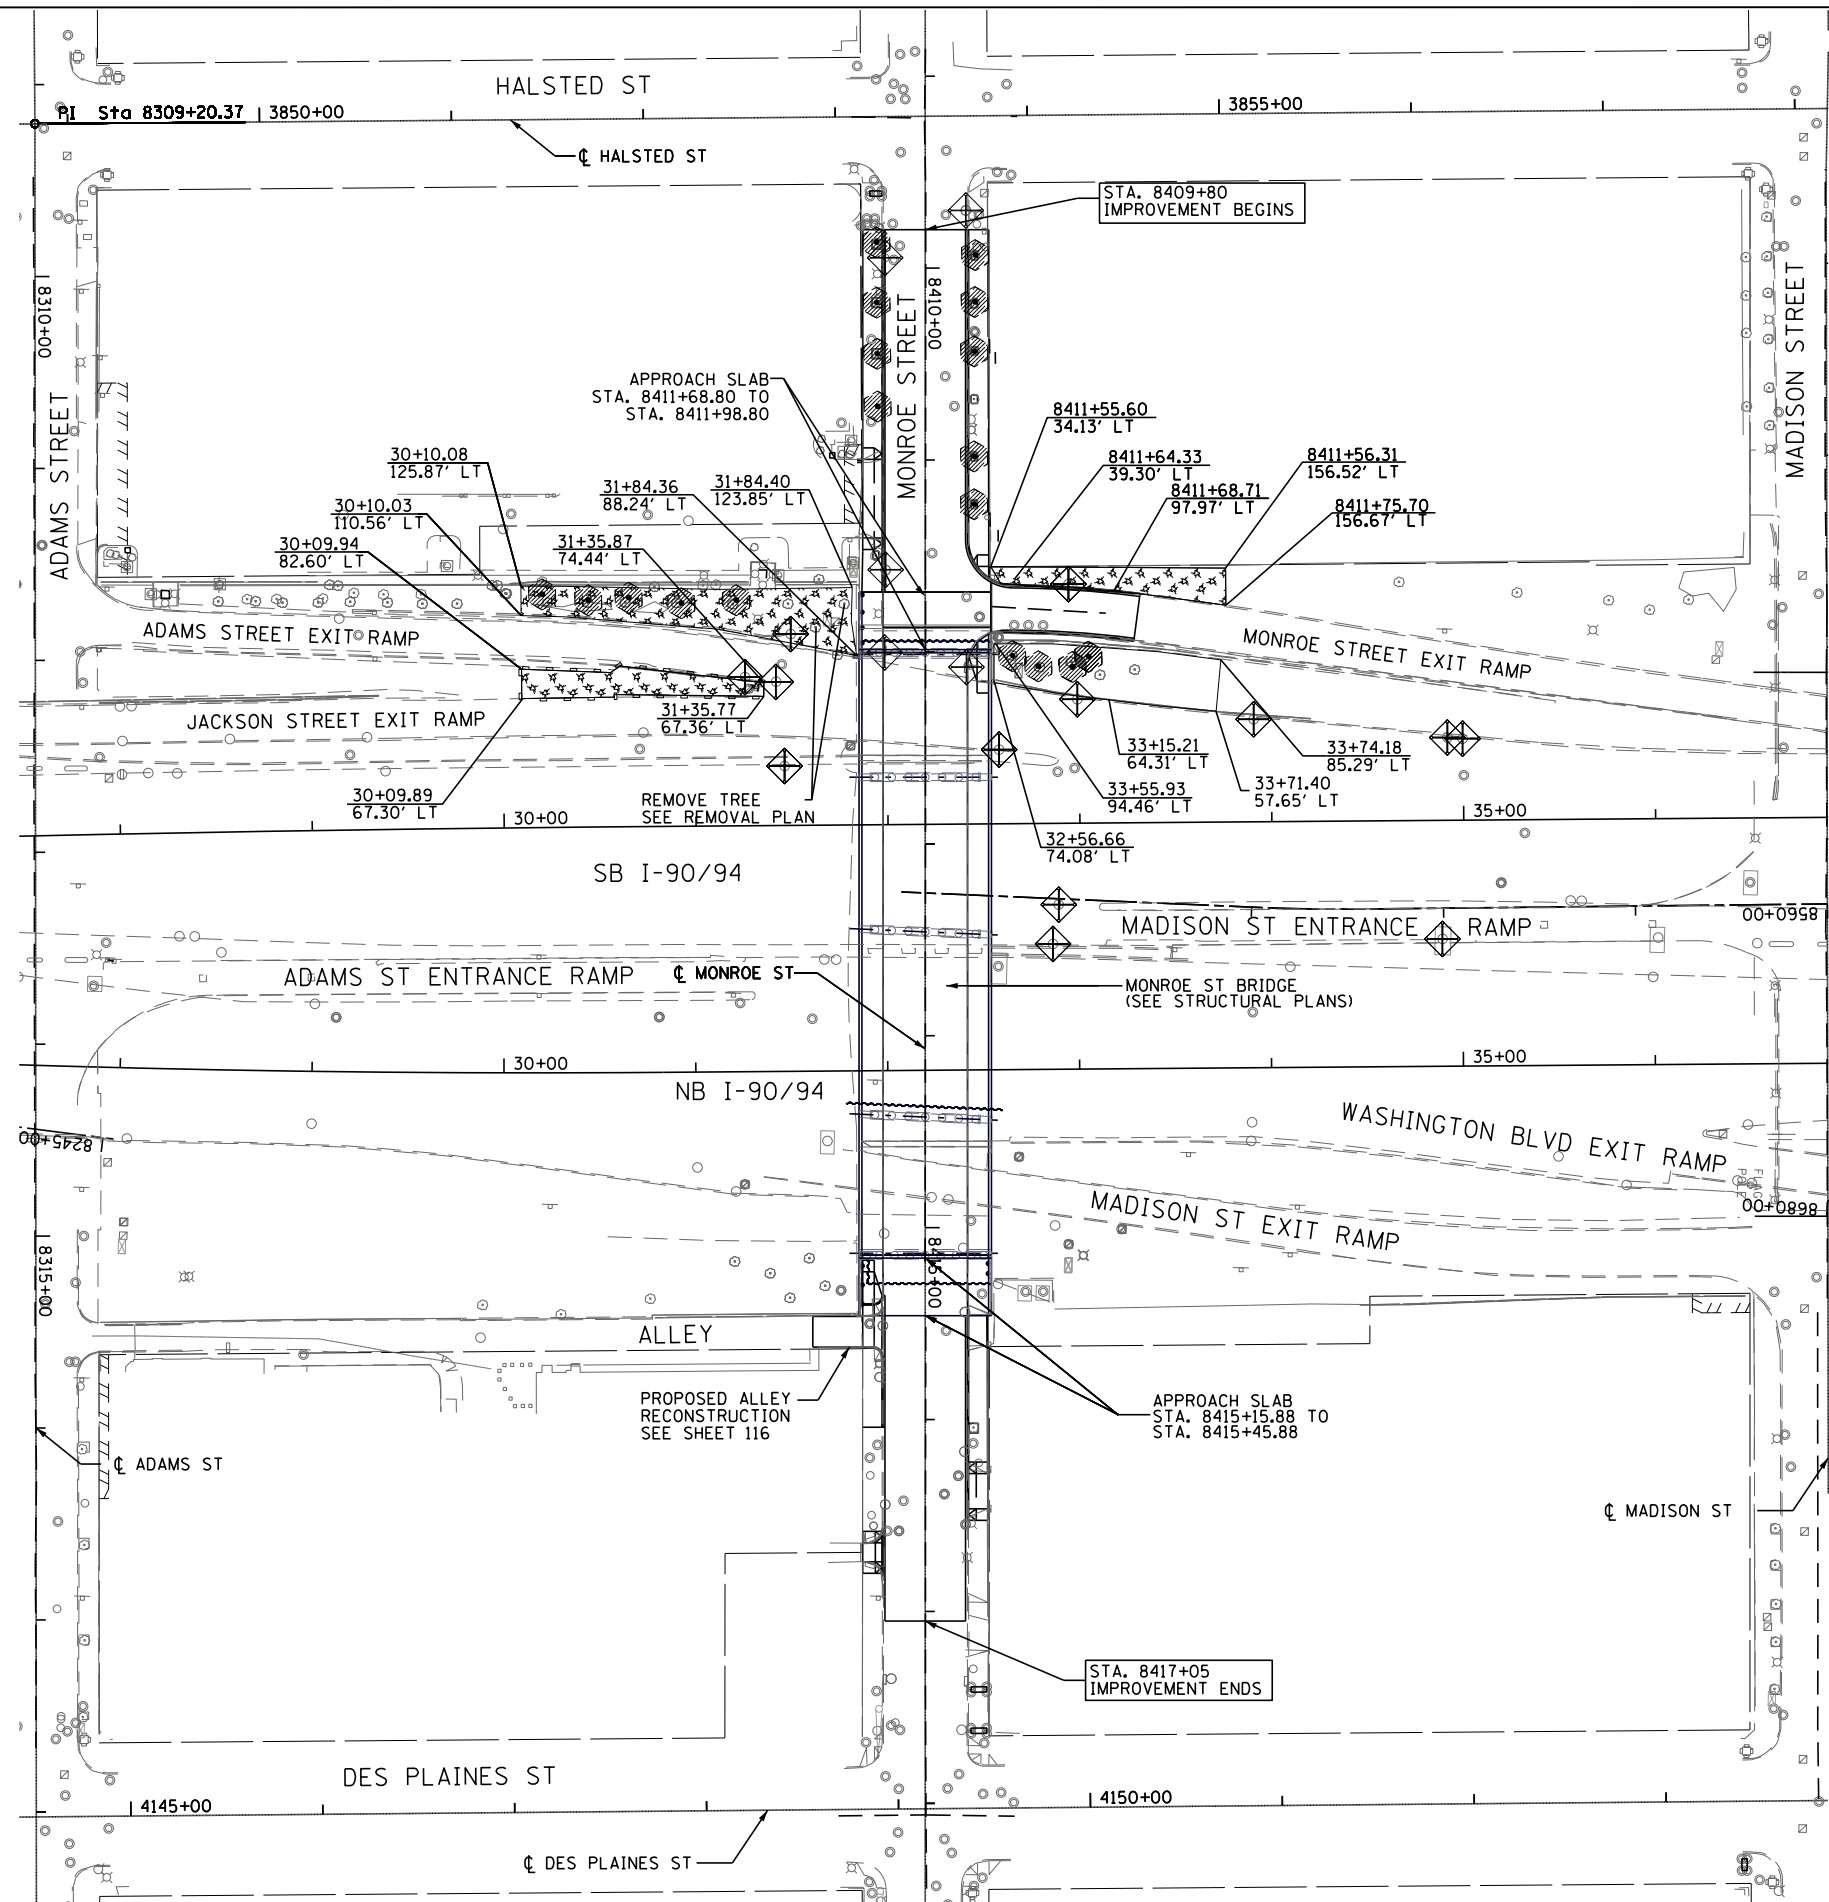 HALSTED ST
PI Sta 8309+20.37
3850+00
3855+00
℄ HALSTED ST
STA. 8409+80
IMPROVEMENT BEGINS
8310+00
8410+00
ADAMS STREET
MONROE STREET
MADISON STREET
APPROACH SLAB
STA. 8411+68.80 TO
STA. 8411+98.80
8411+55.60
34.13' LT
30+10.08
125.87' LT
8411+64.33
39.30' LT
8411+56.31
156.52' LT
31+84.36
88.24' LT
31+84.40
123.85' LT
8411+68.71
97.97' LT
30+10.03
110.56' LT
8411+75.70
156.67' LT
30+09.94
82.60' LT
31+35.87
74.44' LT
ADAMS STREET EXIT RAMP
MONROE STREET EXIT RAMP
JACKSON STREET EXIT RAMP
31+35.77
67.36' LT
33+15.21
64.31' LT
33+74.18
85.29' LT
30+09.89
67.30' LT
REMOVE TREE
SEE REMOVAL PLAN
33+55.93
94.46' LT
33+71.40
57.65' LT
30+00
35+00
32+56.66
74.08' LT
SB I-90/94
8560+00
MADISON ST ENTRANCE RAMP
ADAMS ST ENTRANCE RAMP
℄ MONROE ST
MONROE ST BRIDGE
(SEE STRUCTURAL PLANS)
30+00
35+00
NB I-90/94
WASHINGTON BLVD EXIT RAMP
8245+00
MADISON ST EXIT RAMP
8680+00
8315+00
8415+00
ALLEY
PROPOSED ALLEY
RECONSTRUCTION
SEE SHEET 116
APPROACH SLAB
STA. 8415+15.88 TO
STA. 8415+45.88
℄ ADAMS ST
℄ MADISON ST
STA. 8417+05
IMPROVEMENT ENDS
DES PLAINES ST
4145+00
4150+00
℄ DES PLAINES ST